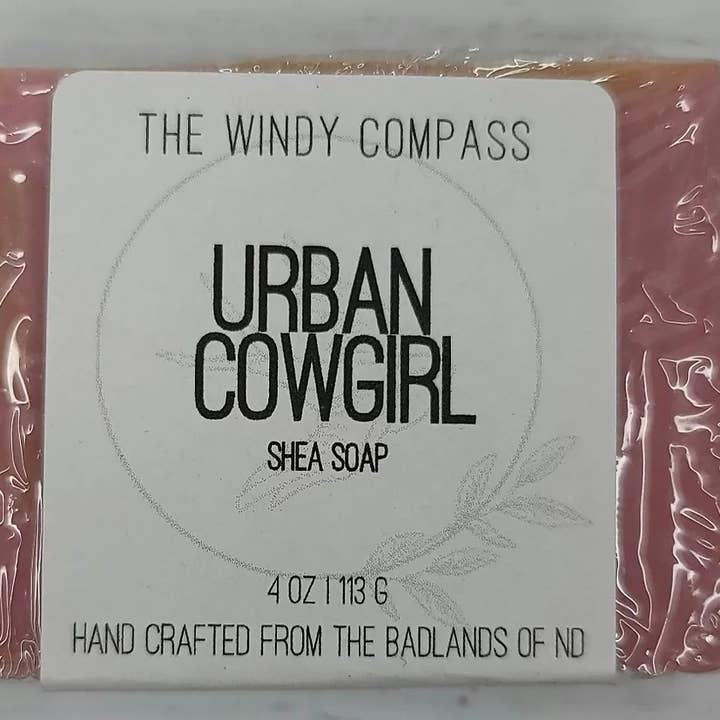 THE WINDY COMPASS
URBAN
COWGIRL
SHEA SOAP
4 OZ | 113 G
HAND CRAFTED FROM THE BADLANDS OF ND